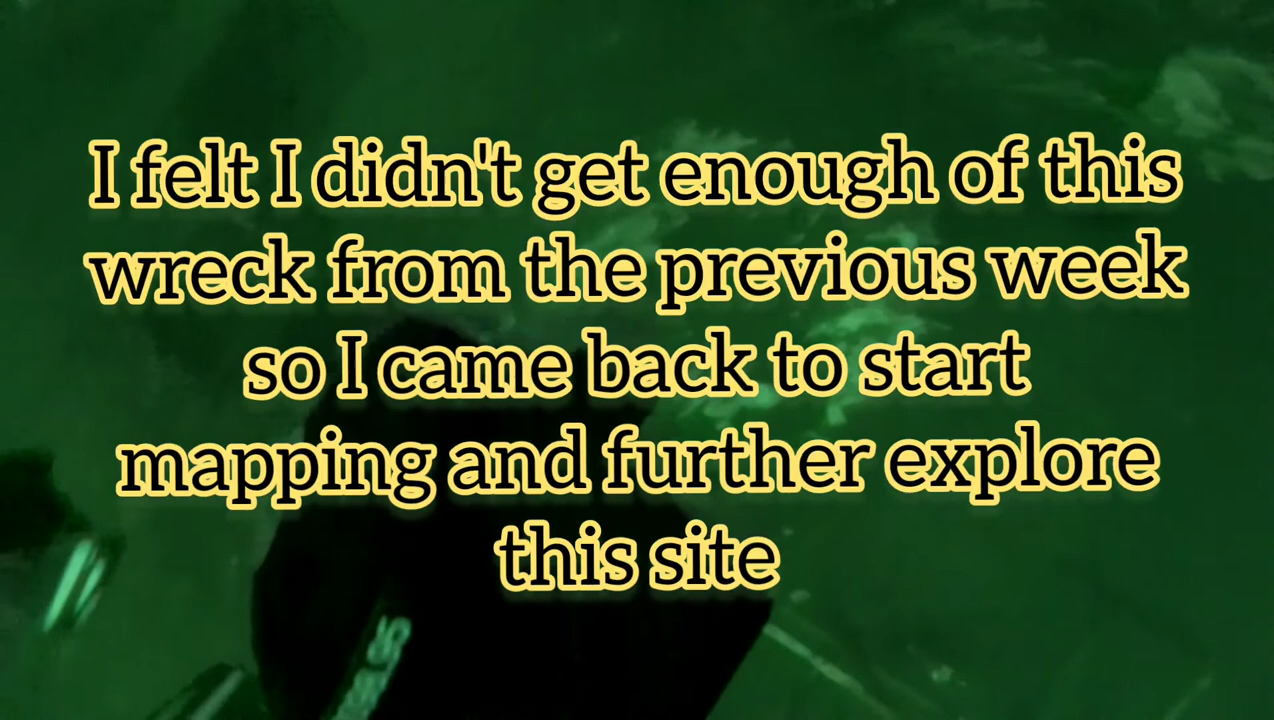 I felt I didn't get enough of this
wreck from the previous week
so I came back to start
mapping and further explore
this site